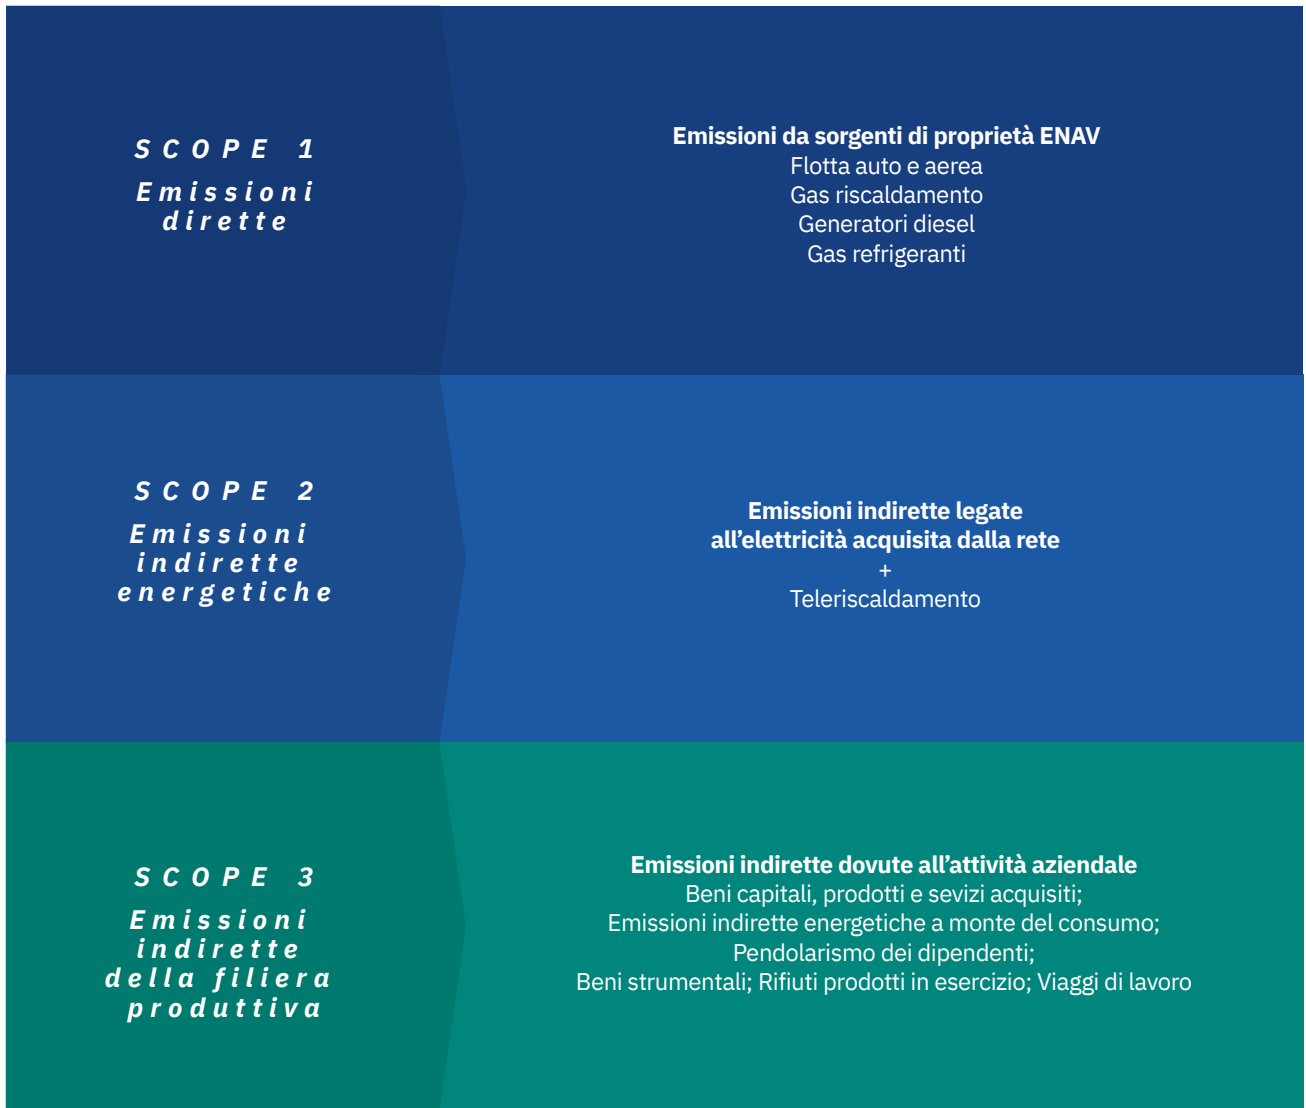 SCOPE 1
Emissioni
dirette
Emissioni da sorgenti di proprietà ENAV
Flotta auto e aerea
Gas riscaldamento
Generatori diesel
Gas refrigeranti
SCOPE 2
Emissioni
indirette
energetiche
Emissioni indirette legate
all’elettricità acquisita dalla rete
+
Teleriscaldamento
SCOPE 3
Emissioni
indirette
della filiera
produttiva
Emissioni indirette dovute all’attività aziendale
Beni capitali, prodotti e sevizi acquisiti;
Emissioni indirette energetiche a monte del consumo;
Pendolarismo dei dipendenti;
Beni strumentali; Rifiuti prodotti in esercizio; Viaggi di lavoro